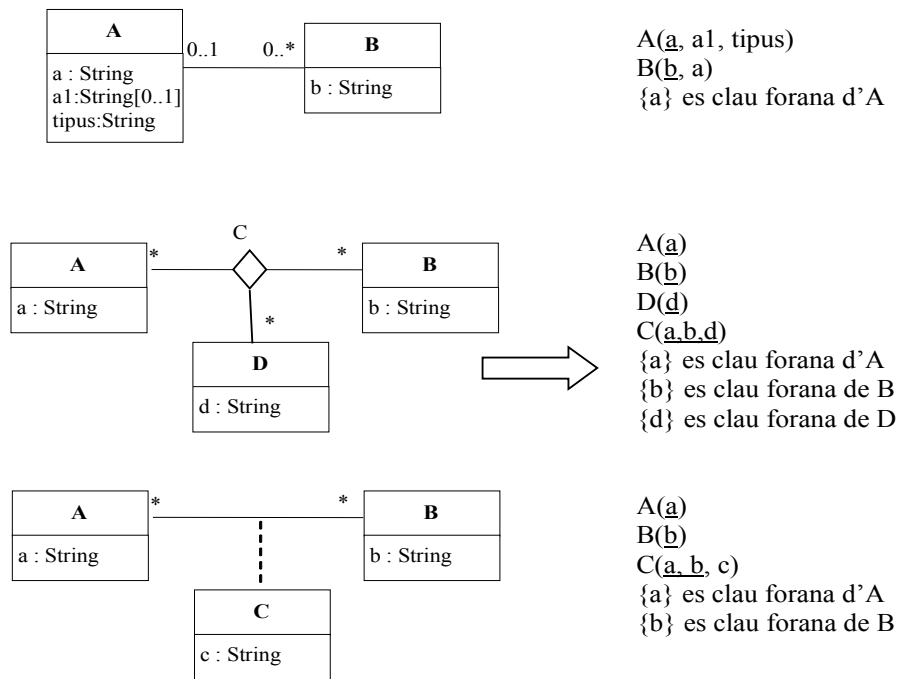 A
a : String
a1:String[0..1]
tipus:String
0..1
0..*
B
b : String
A(a, a1, tipus)
B(b, a)
{a} es clau forana d’A
A
a : String
*
C
*
B
b : String
*
D
d : String
A(a)
B(b)
D(d)
C(a,b,d)
{a} es clau forana d’A
{b} es clau forana de B
{d} es clau forana de D
A
a : String
*
*
B
b : String
C
c : String
A(a)
B(b)
C(a, b, c)
{a} es clau forana d’A
{b} es clau forana de B